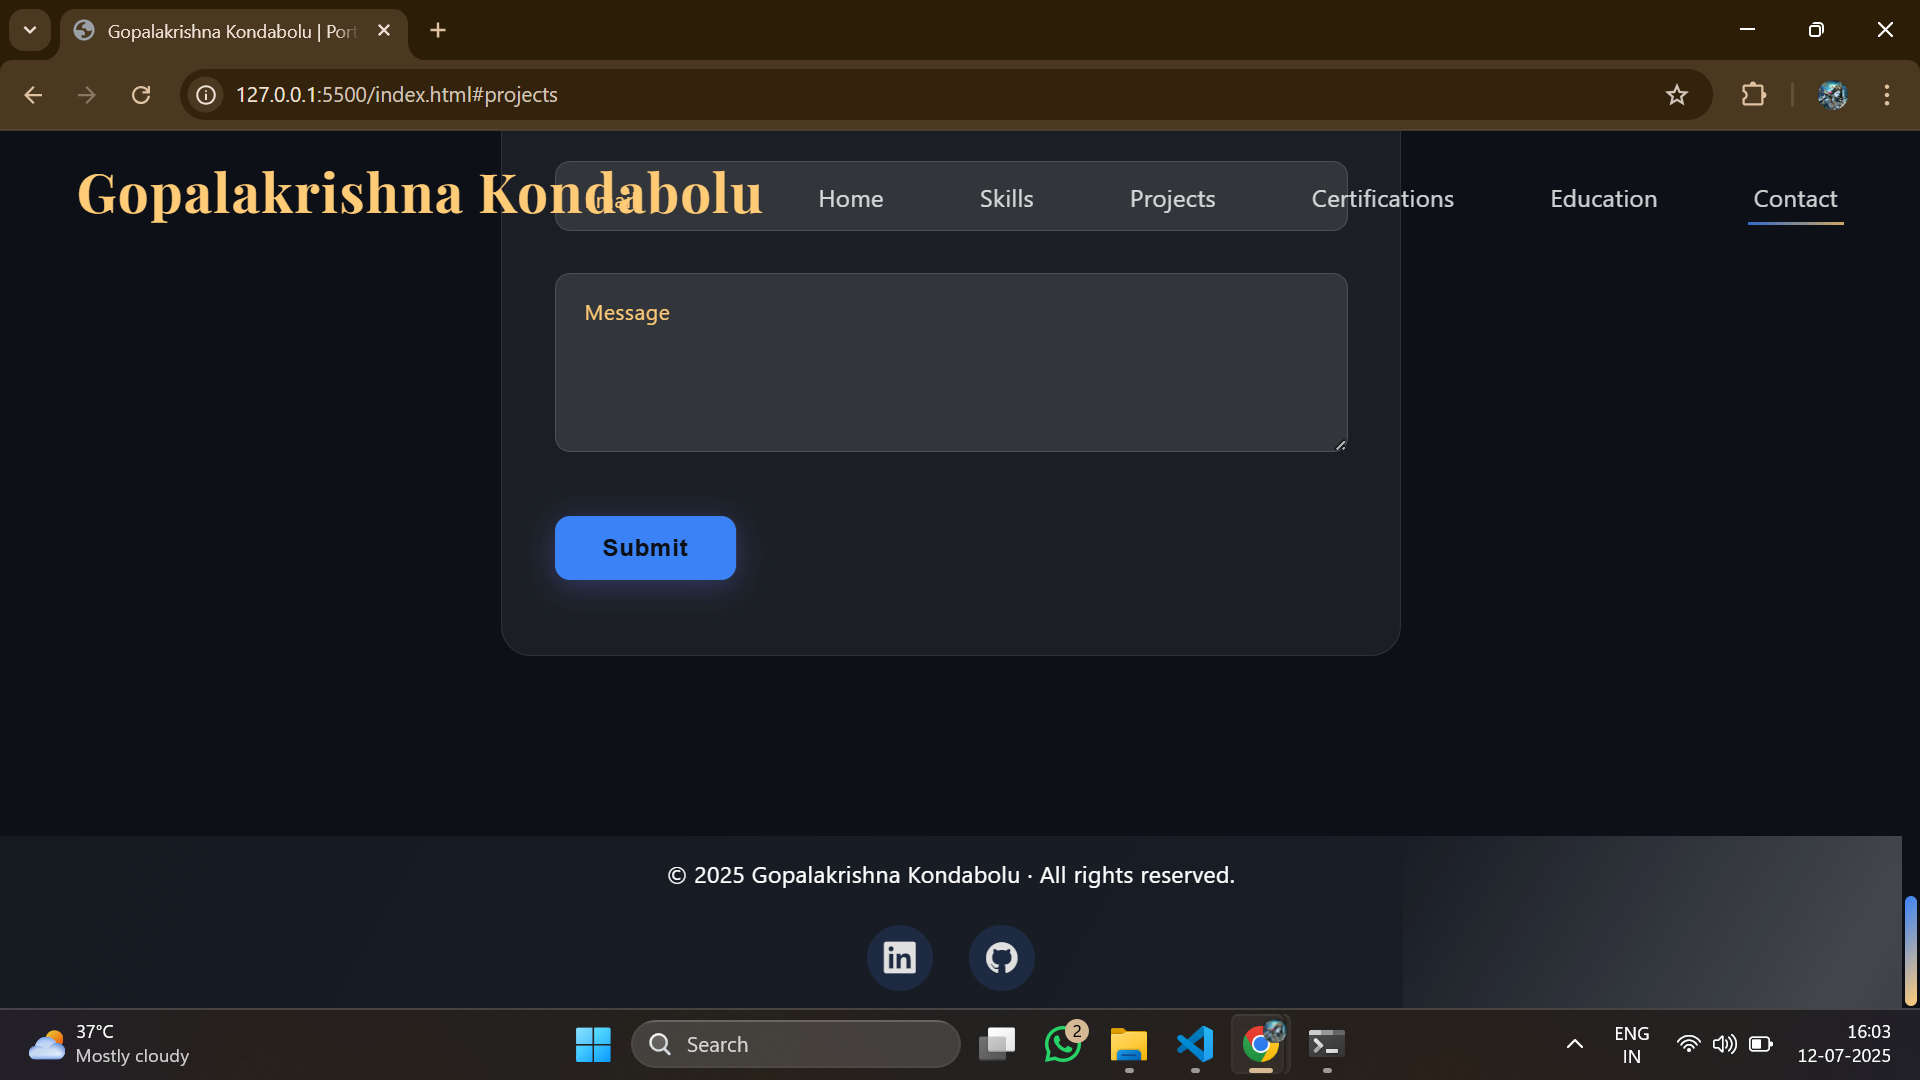 Gopalakrishna Kondabolu | Port
127.0.0.1:5500/index.html#projects
Gopalakrishna Kondabolu
Home
Skills
Projects
Certifications
Education
Contact
Message
Submit
© 2025 Gopalakrishna Kondabolu · All rights reserved.
in
37°C
Mostly cloudy
Search
2
ENG
IN
16:03
12-07-2025